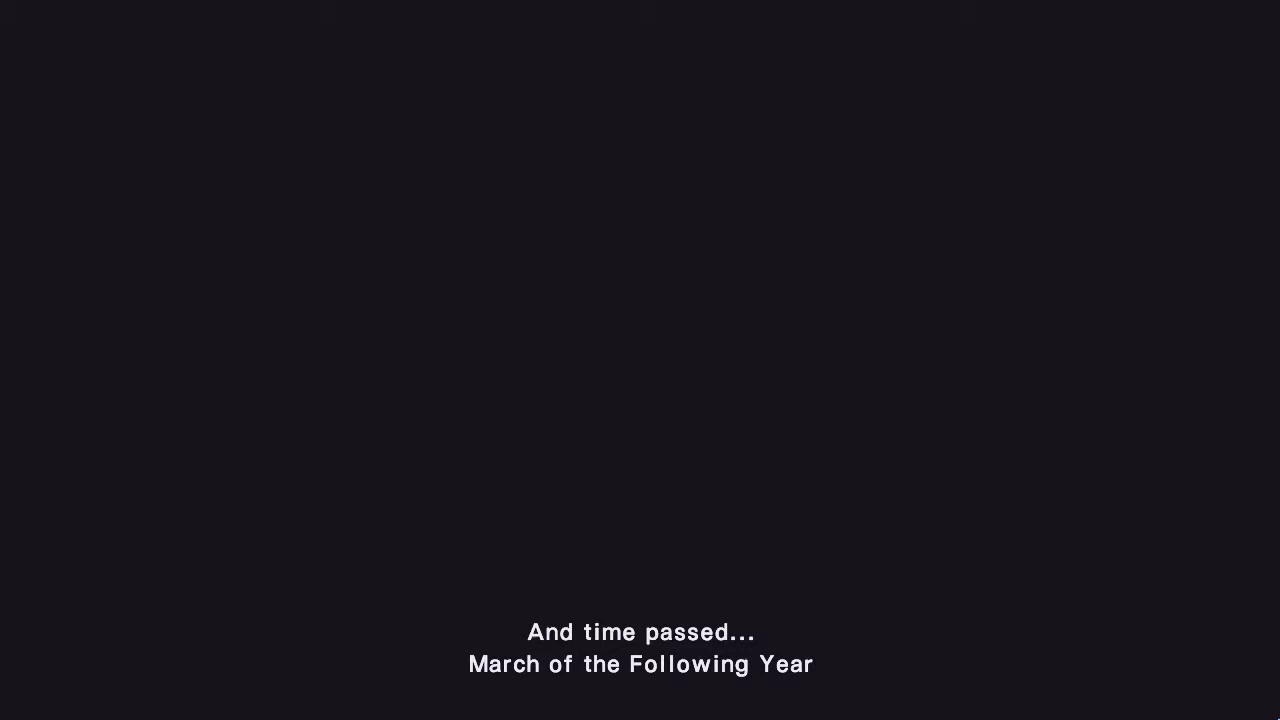 And time passed...
March of the Following Year